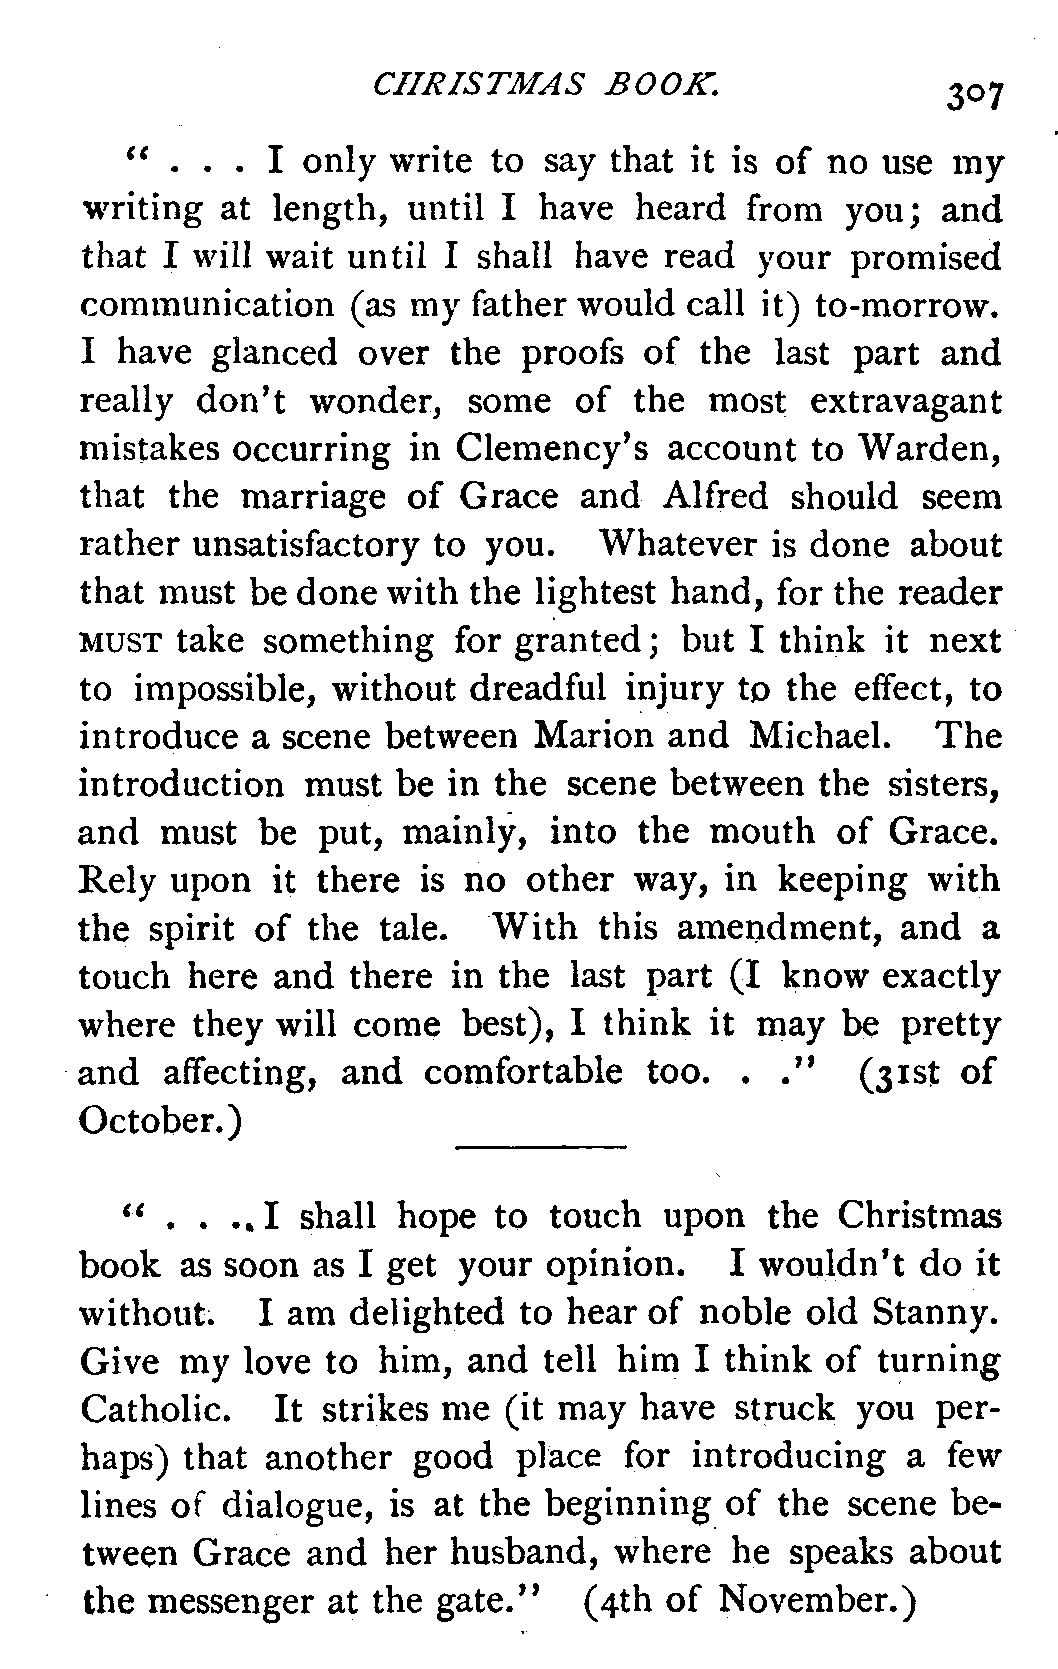 CHRISTMAS BOOK. 307
“ . . . I only write to say that it is of no use my
writing at length, until I have heard from you; and
that I will wait until I shall have read your promised
communication (as my father would call it) to-morrow.
I have glanced over the proofs of the last part and
really don't wonder, some of the most extravagant
mistakes occurring in Clemency's account to Warden,
that the marriage of Grace and Alfred should seem
rather unsatisfactory to you. Whatever is done about
that must be done with the lightest hand, for the reader
MUST take something for granted; but I think it next
to impossible, without dreadful injury to the effect, to
introduce a scene between Marion and Michael. The
introduction must be in the scene between the sisters,
and must be put, mainly, into the mouth of Grace.
Rely upon it there is no other way, in keeping with
the spirit of the tale. With this amendment, and a
touch here and there in the last part (I know exactly
where they will come best), I think it may be pretty
and affecting, and comfortable too. . .” (31st of
October.)
“ . . .. I shall hope to touch upon the Christmas
book as soon as I get your opinion. I wouldn't do it
without. I am delighted to hear of noble old Stanny.
Give my love to him, and tell him I think of turning
Catholic. It strikes me (it may have struck you per-
haps) that another good place for introducing a few
lines of dialogue, is at the beginning of the scene be-
tween Grace and her husband, where he speaks about
the messenger at the gate.” (4th of November.)